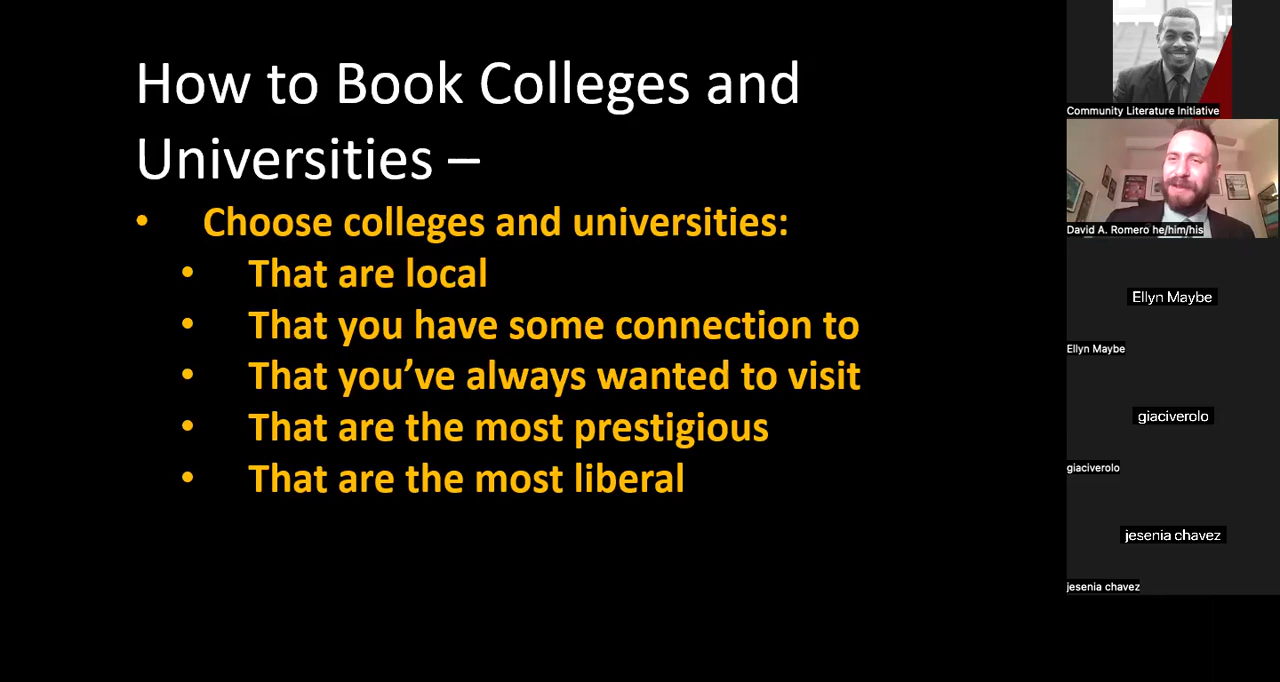 How to Book Colleges and
Universities –
• Choose colleges and universities:
• That are local
• That you have some connection to
• That you’ve always wanted to visit
• That are the most prestigious
• That are the most liberal
Community Literature Initiative
David A. Romero he/him/his
Ellyn Maybe
Ellyn Maybe
giaciverolo
giaciverolo
jesenia chavez
jesenia chavez